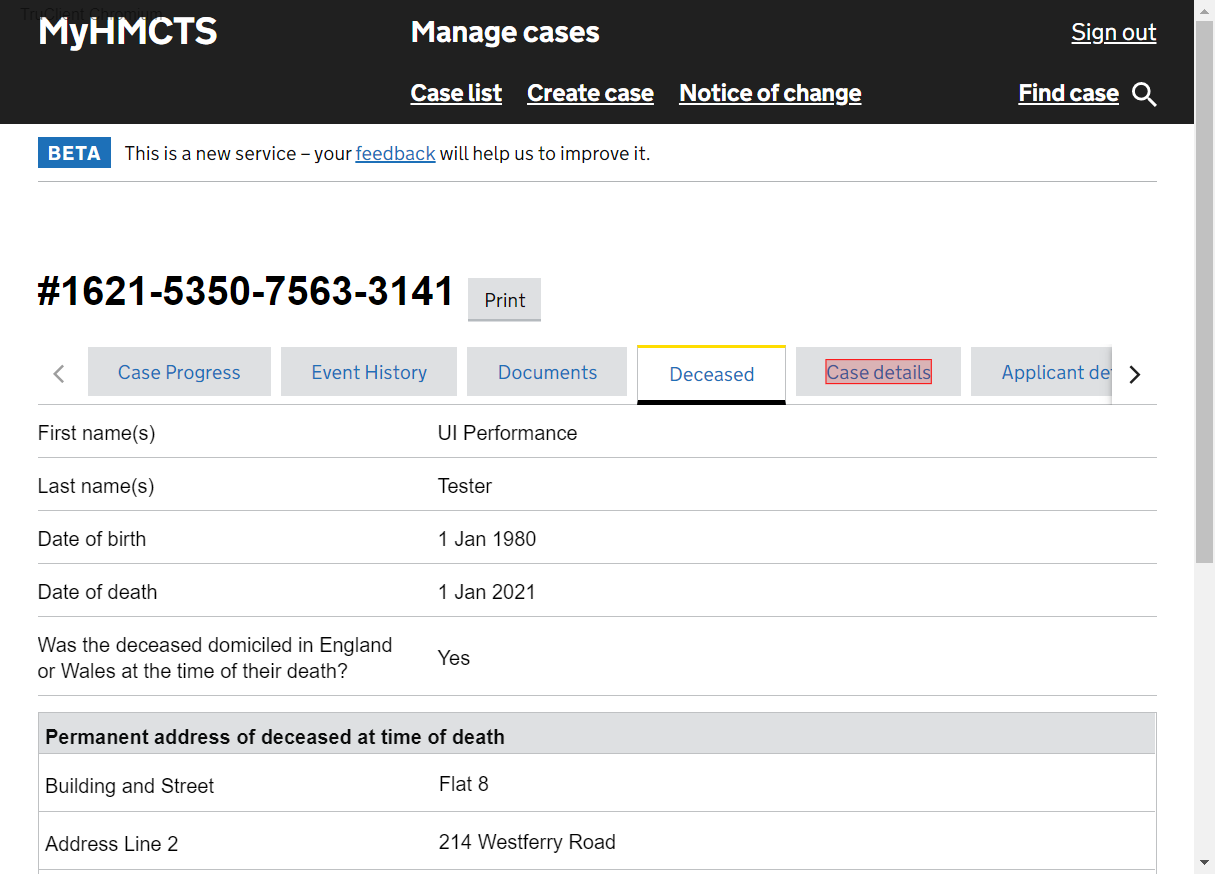 TruClient Chromium
MyHMCTS
Manage cases
Sign out
Case list Create case Notice of change Find case
BETA This is a new service – your feedback will help us to improve it.
#1621-5350-7563-3141 Print
Case Progress Event History Documents Deceased Case details Applicant de
First name(s) UI Performance
Last name(s) Tester
Date of birth 1 Jan 1980
Date of death 1 Jan 2021
Was the deceased domiciled in England
or Wales at the time of their death? Yes
Permanent address of deceased at time of death
Building and Street Flat 8
Address Line 2 214 Westferry Road